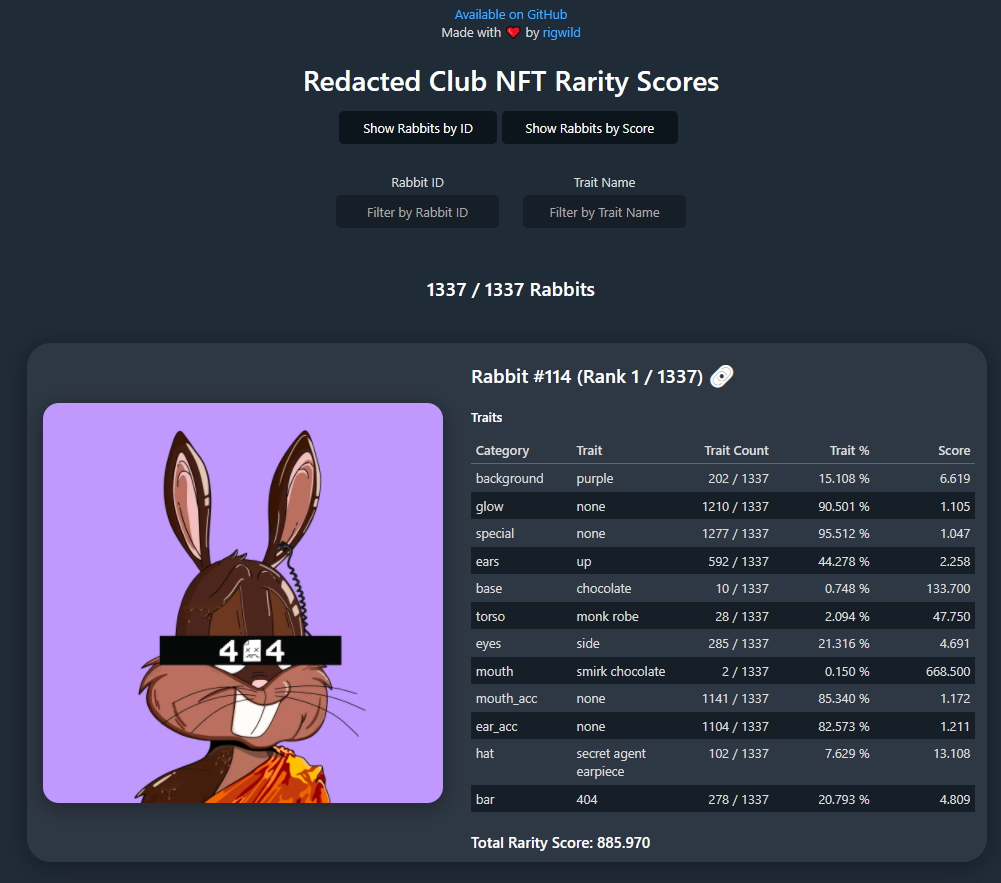 Available on GitHub
Made with ❤ by rigwild
Redacted Club NFT Rarity Scores
Show Rabbits by ID Show Rabbits by Score
Rabbit ID Trait Name
Filter by Rabbit ID Filter by Trait Name
1337 / 1337 Rabbits
Rabbit #114 (Rank 1 / 1337)
Traits
Category Trait Trait Count Trait % Score
background purple 202 / 1337 15.108 % 6.619
glow none 1210 / 1337 90.501 % 1.105
special none 1277 / 1337 95.512 % 1.047
ears up 592 / 1337 44.278 % 2.258
base chocolate 10 / 1337 0.748 % 133.700
torso monk robe 28 / 1337 2.094 % 47.750
eyes side 285 / 1337 21.316 % 4.691
mouth smirk chocolate 2 / 1337 0.150 % 668.500
mouth_acc none 1141 / 1337 85.340 % 1.172
ear_acc none 1104 / 1337 82.573 % 1.211
hat secret agent 102 / 1337 7.629 % 13.108
earpiece
bar 404 278 / 1337 20.793 % 4.809
Total Rarity Score: 885.970
4 4